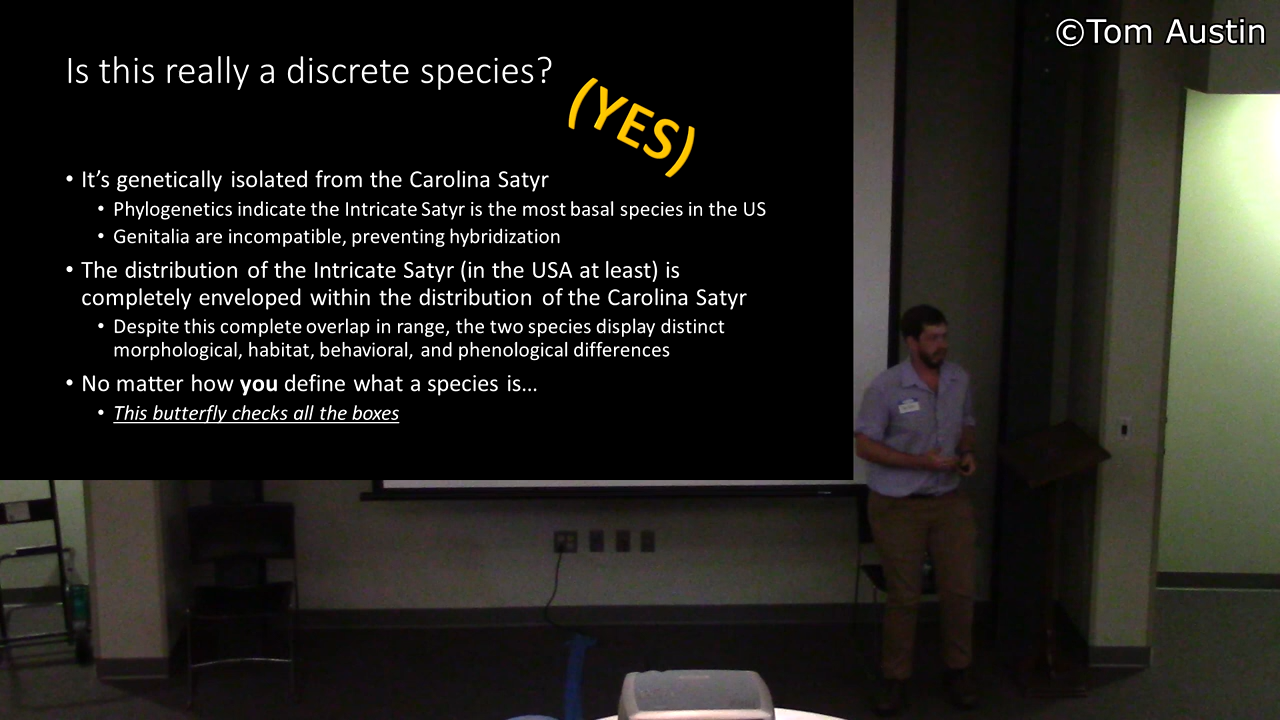 ©Tom Austin
Is this really a discrete species?
(YES)
• It’s genetically isolated from the Carolina Satyr
• Phylogenetics indicate the Intricate Satyr is the most basal species in the US
• Genitalia are incompatible, preventing hybridization
• The distribution of the Intricate Satyr (in the USA at least) is
completely enveloped within the distribution of the Carolina Satyr
• Despite this complete overlap in range, the two species display distinct
morphological, habitat, behavioral, and phenological differences
• No matter how you define what a species is...
• This butterfly checks all the boxes